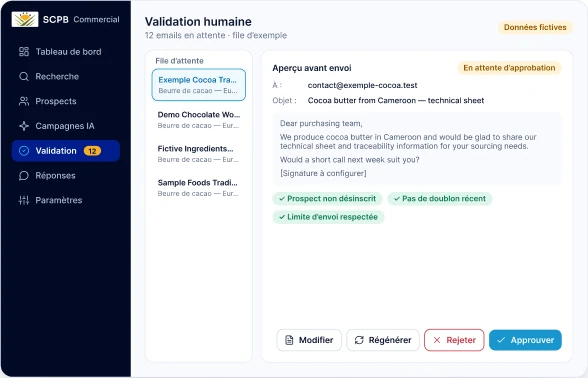 SCPB Commercial
Tableau de bord
Recherche
Prospects
Campagnes IA
Validation 12
Réponses
Paramètres
Validation humaine
12 emails en attente · file d'exemple
Données fictives
File d'attente
Exemple Cocoa Tra...
Beurre de cacao — Eur...
Demo Chocolate Wo...
Beurre de cacao — Eur...
Fictive Ingredients...
Beurre de cacao — Eur...
Sample Foods Tradi...
Beurre de cacao — Eur...
Aperçu avant envoi
En attente d'approbation
À : contact@exemple-cocoa.test
Objet : Cocoa butter from Cameroon — technical sheet
Dear purchasing team,
We produce cocoa butter in Cameroon and would be glad to share our
technical sheet and traceability information for your sourcing needs.
Would a short call next week suit you?
[Signature à configurer]
✓ Prospect non désinscrit ✓ Pas de doublon récent
✓ Limite d'envoi respectée
Modifier Régénérer Rejeter Approuver